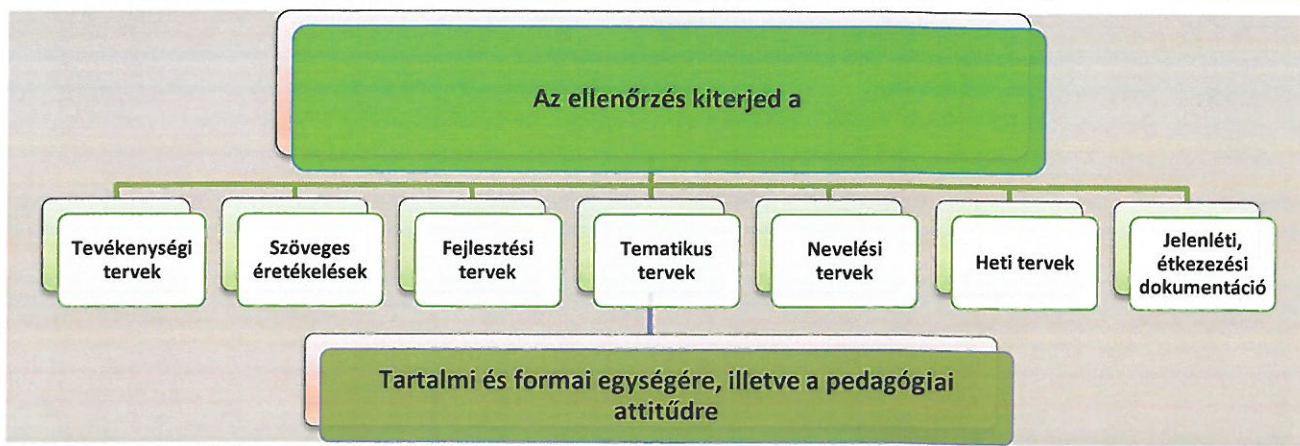 Az ellenőrzés kiterjed a
Tevékenységi
tervek
Szöveges
éretékelések
Fejlesztési
tervek
Tematikus
tervek
Nevelési
tervek
Heti tervek
Jelenléti,
étkezezési
dokumentáció
Tartalmi és formai egységére, illetve a pedagógiai
attitűdre